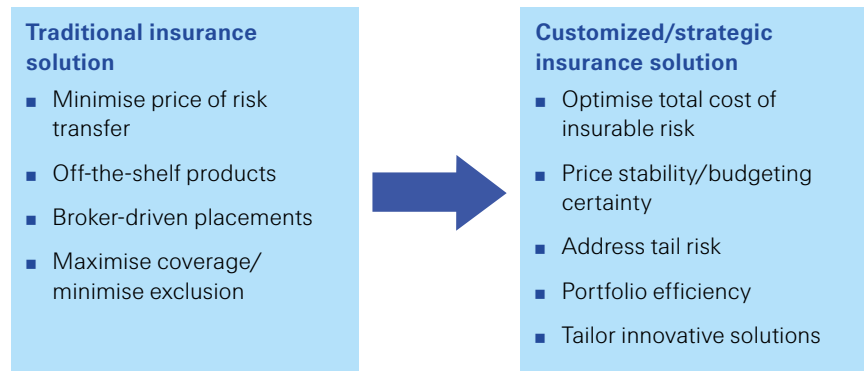 Traditional insurance
solution
■ Minimise price of risk
transfer
■ Off-the-shelf products
■ Broker-driven placements
■ Maximise coverage/
minimise exclusion
Customized/strategic
insurance solution
■ Optimise total cost of
insurable risk
■ Price stability/budgeting
certainty
■ Address tail risk
■ Portfolio efficiency
■ Tailor innovative solutions